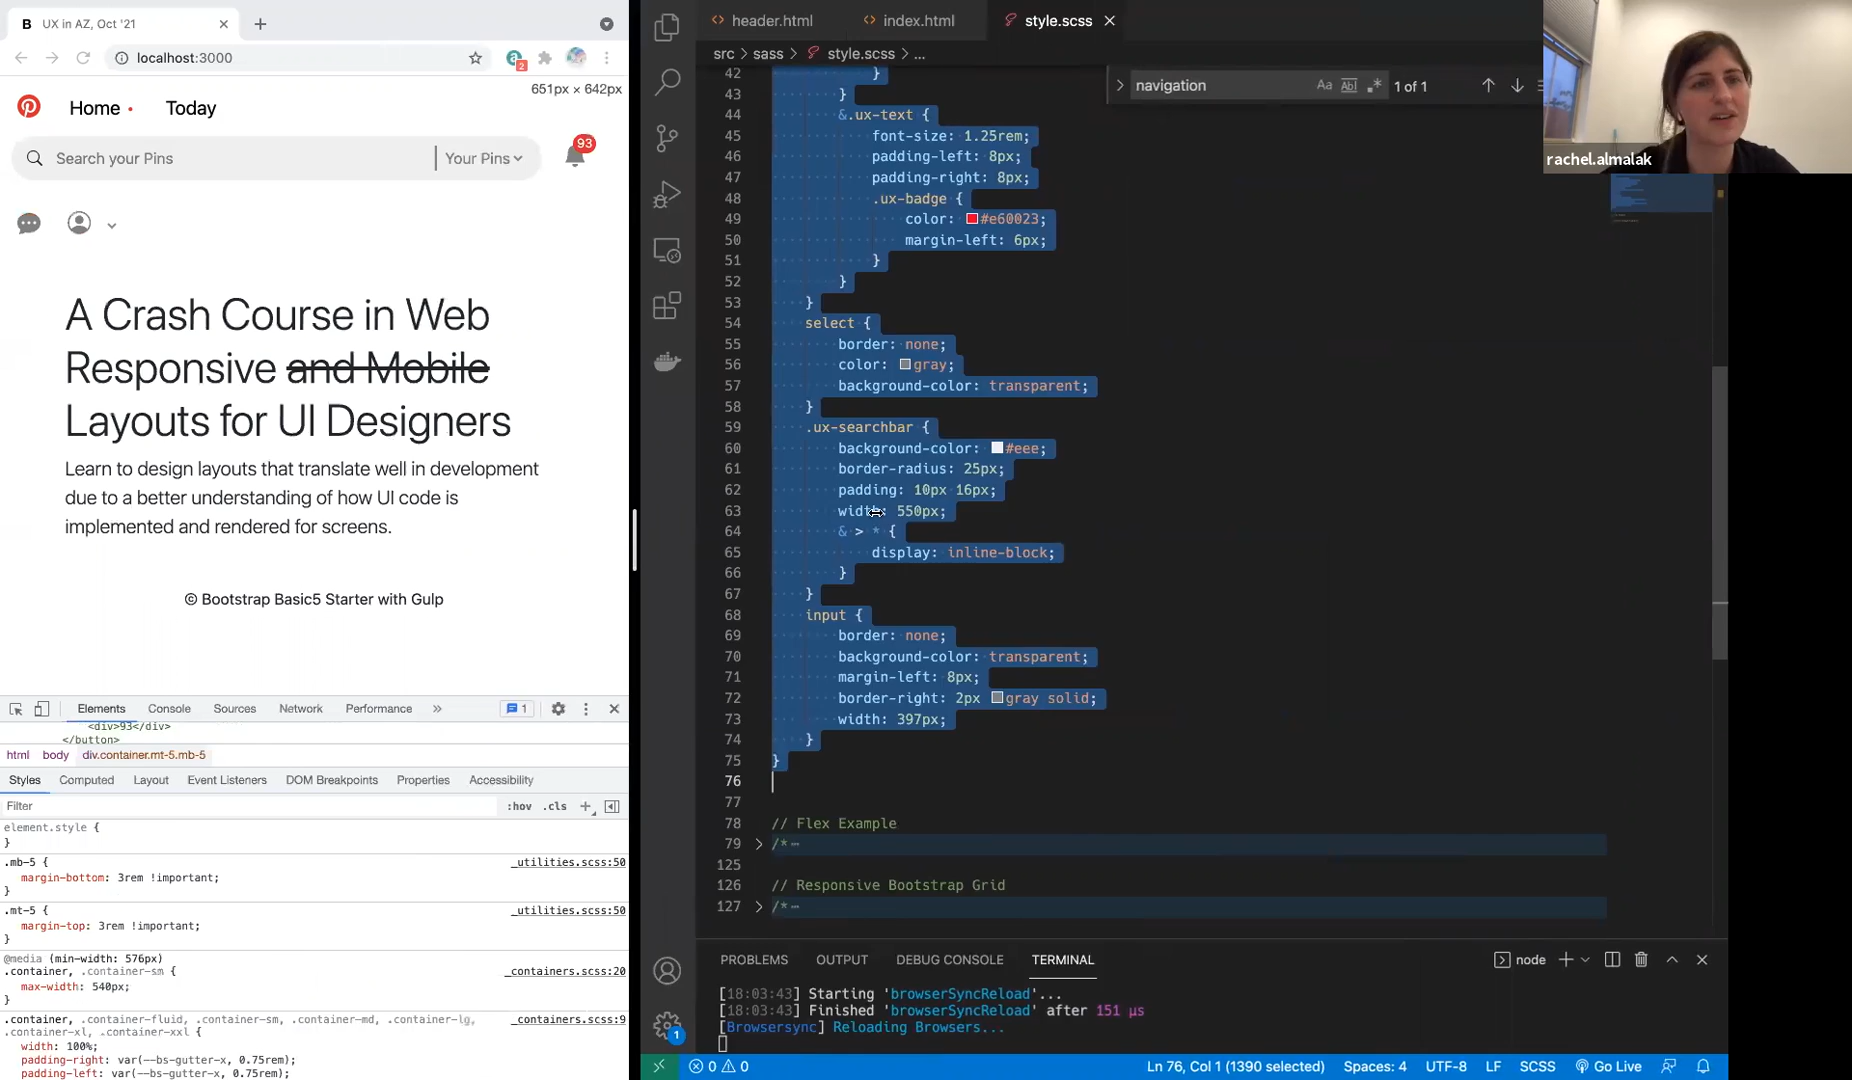 UX in AZ, Oct '21
localhost:3000
2
651px × 642px
Home • Today
Search your Pins
Your Pins
93
A Crash Course in Web
Responsive and Mobile
Layouts for UI Designers
Learn to design layouts that translate well in development
due to a better understanding of how UI code is
implemented and rendered for screens.
© Bootstrap Basic5 Starter with Gulp
Elements Console Sources Network Performance » 1
<div>93</div>
</button>
html body div.container.mt-5.mb-5
Styles Computed Layout Event Listeners DOM Breakpoints Properties Accessibility
Filter :hov .cls +
element.style {
}
.mb-5 { _utilities.scss:50
margin-bottom: 3rem !important;
}
.mt-5 { _utilities.scss:50
margin-top: 3rem !important;
}
@media (min-width: 576px)
.container, .container-sm { _containers.scss:20
max-width: 540px;
}
.container, .container-fluid, .container-sm, .container-md, .container-lg, _containers.scss:9
.container-xl, .container-xxl {
width: 100%;
padding-right: var(--bs-gutter-x, 0.75rem);
padding-left: var(--bs-gutter-x, 0.75rem);
header.html index.html style.scss
src > sass > style.scss > ...
navigation Aa Abl .* 1 of 1
rachel.almalak
42 }
43 }
44 &.ux-text {
45 font-size: 1.25rem;
46 padding-left: 8px;
47 padding-right: 8px;
48 .ux-badge {
49 color: #e60023;
50 margin-left: 6px;
51 }
52 }
53 }
54 select {
55 border: none;
56 color: gray;
57 background-color: transparent;
58 }
59 .ux-searchbar {
60 background-color: #eee;
61 border-radius: 25px;
62 padding: 10px 16px;
63 width: 550px;
64 & > * {
65 display: inline-block;
66 }
67 }
68 input {
69 border: none;
70 background-color: transparent;
71 margin-left: 8px;
72 border-right: 2px gray solid;
73 width: 397px;
74 }
75 }
76
77
78 // Flex Example
79 /*
125
126 // Responsive Bootstrap Grid
127 /*
PROBLEMS OUTPUT DEBUG CONSOLE TERMINAL node
[18:03:43] Starting 'browserSyncReload'...
[18:03:43] Finished 'browserSyncReload' after 151 μs
[Browsersync] Reloading Browsers...
1
0 0 Ln 76, Col 1 (1390 selected) Spaces: 4 UTF-8 LF SCSS Go Live